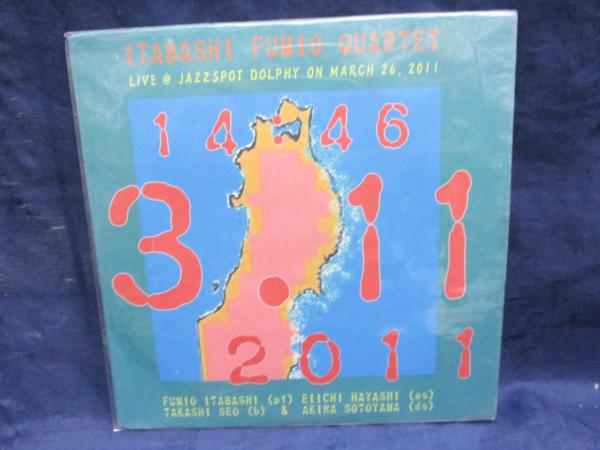 ITABASHI FUMIO QUARTET
LIVE @ JAZZSPOT DOLPHY ON MARCH 26, 2011
14:46
3.11
2011
FUMIO ITABASHI (pf) EIICHI HAYASHI (as)
TAKASHI SEO (b) & AKIRA SOTOYAMA (ds)